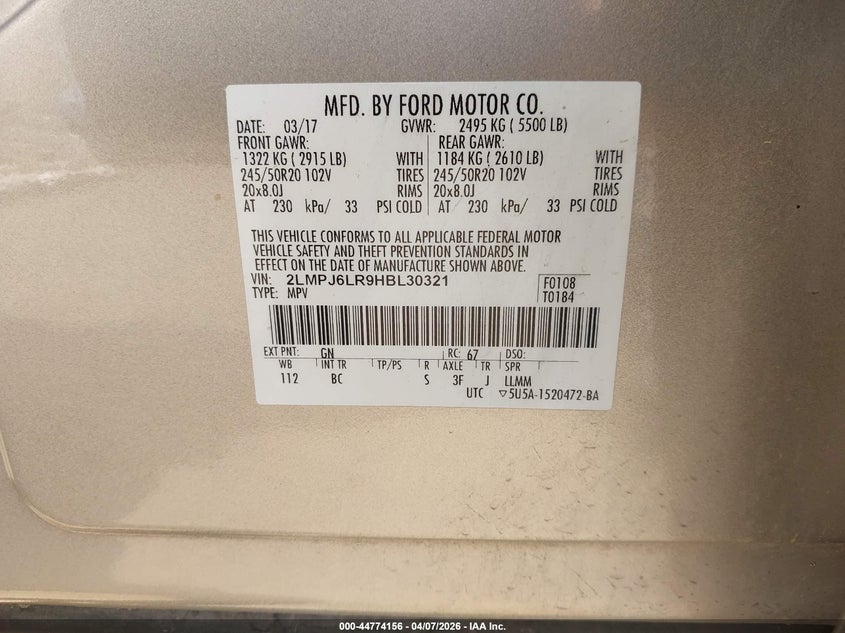 MFD. BY FORD MOTOR CO.
DATE: 03/17 GVWR: 2495 KG ( 5500 LB)
FRONT GAWR: REAR GAWR:
1322 KG ( 2915 LB) WITH 1184 KG ( 2610 LB) WITH
245/50R20 102V TIRES 245/50R20 102V TIRES
20x8.0J RIMS 20x8.0J RIMS
AT 230 kPa/ 33 PSI COLD AT 230 kPa/ 33 PSI COLD
THIS VEHICLE CONFORMS TO ALL APPLICABLE FEDERAL MOTOR
VEHICLE SAFETY AND THEFT PREVENTION STANDARDS IN
EFFECT ON THE DATE OF MANUFACTURE SHOWN ABOVE.
VIN: 2LMPJ6LR9HBL30321 F0108
TYPE: MPV T0184
EXT PNT: GN RC: 67 DSO:
WB INT TR TP/PS R AXLE TR SPR
112 BC S 3F J LLMM
UTC ▽5U5A-1520472-BA
000-44774156 - 04/07/2026 - IAA Inc.